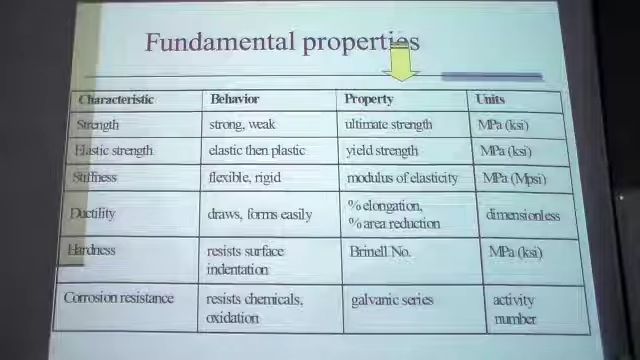 Fundamental properties
Characteristic Behavior Property Units
Strength strong, weak ultimate strength MPa (ksi)
Elastic strength elastic then plastic yield strength MPa (ksi)
Stiffness flexible, rigid modulus of elasticity MPa (Mpsi)
Ductility draws, forms easily % elongation, % area reduction dimensionless
Hardness resists surface indentation Brinell No. MPa (ksi)
Corrosion resistance resists chemicals, oxidation galvanic series activity number